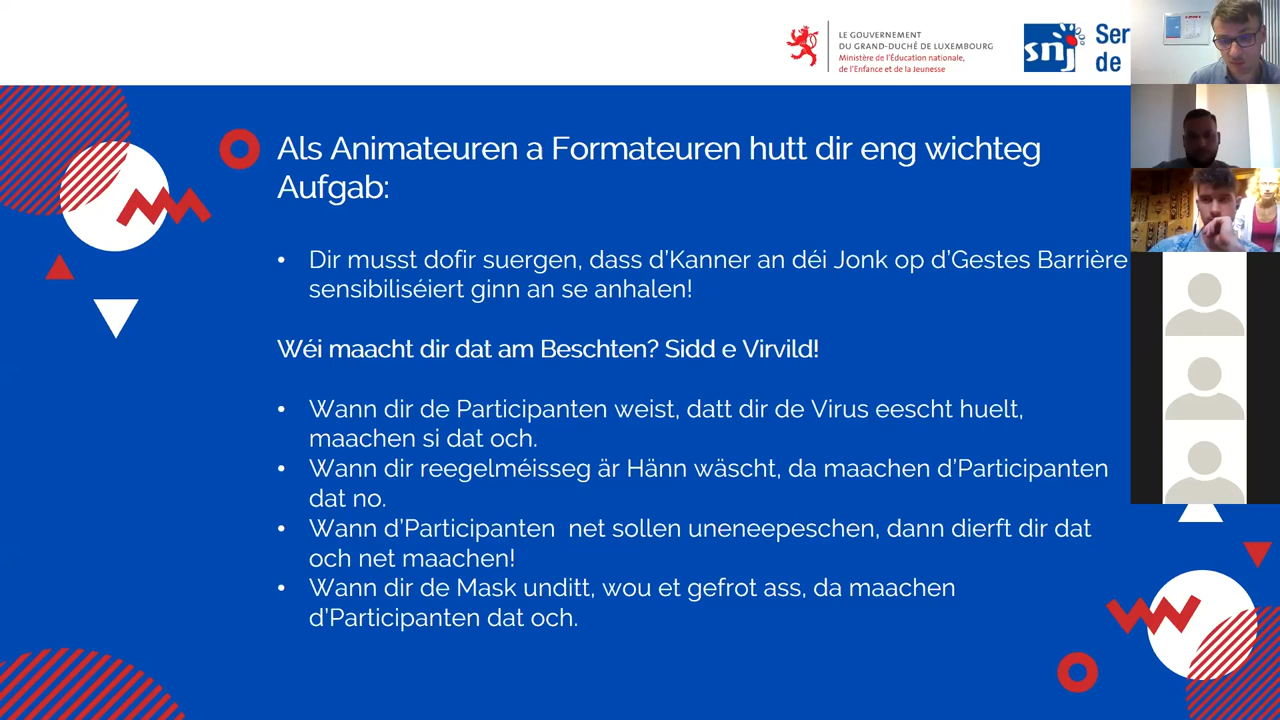 LE GOUVERNEMENT
DU GRAND-DUCHÉ DE LUXEMBOURG
Ministère de l'Éducation nationale,
de l'Enfance et de la Jeunesse
snj
Ser
de
Als Animateuren a Formateuren hutt dir eng wichteg
Aufgab:
• Dir musst dofir suergen, dass d'Kanner an déi Jonk op d'Gestes Barrière
sensibiliséiert ginn an se anhalen!
Wéi maacht dir dat am Beschten? Sidd e Virvild!
• Wann dir de Participanten weist, datt dir de Virus eescht huelt,
maachen si dat och.
• Wann dir reegelméisseg är Hänn wäscht, da maachen d'Participanten
dat no.
• Wann d'Participanten net sollen uneneepeschen, dann dierft dir dat
och net maachen!
• Wann dir de Mask unditt, wou et gefrot ass, da maachen
d'Participanten dat och.